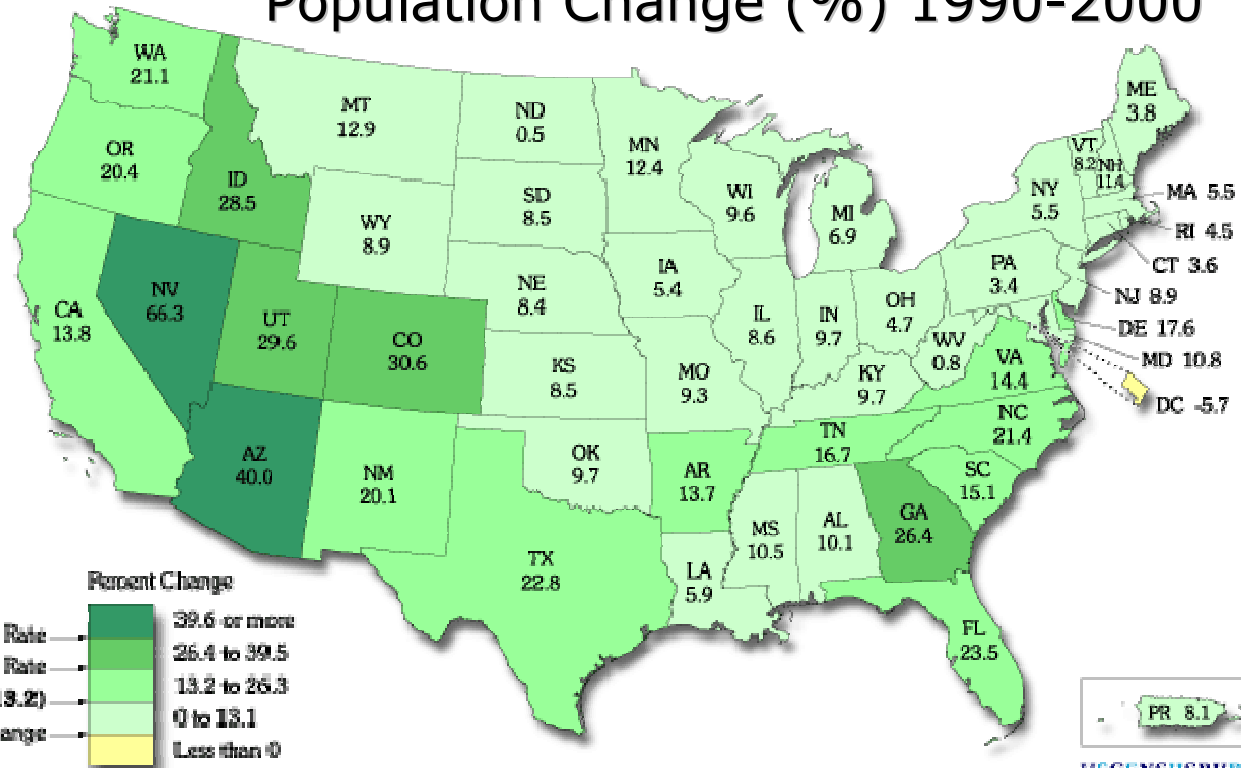 Population Change (%) 1990-2000
WA
21.1
MT
12.9
ND
0.5
MN
12.4
ME
3.8
OR
20.4
ID
28.5
SD
8.5
WI
9.6
MI
6.9
VT
8.2
NH
11.4
NY
5.5
MA 5.5
RI 4.5
CT 3.6
WY
8.9
NE
8.4
IA
5.4
PA
3.4
NJ 8.9
DE 17.6
MD 10.8
DC -5.7
CA
13.8
NV
66.3
UT
29.6
CO
30.6
KS
8.5
MO
9.3
IL
8.6
IN
9.7
OH
4.7
WV
0.8
VA
14.4
KY
9.7
NC
21.4
TN
16.7
SC
15.1
AZ
40.0
NM
20.1
OK
9.7
AR
13.7
MS
10.5
AL
10.1
GA
26.4
TX
22.8
LA
5.9
FL
23.5
PR 8.1
Percent Change
39.6 or more
Rate
26.4 to 39.5
Rate
13.2 to 26.3
3.2)
0 to 13.1
ange
Less than 0